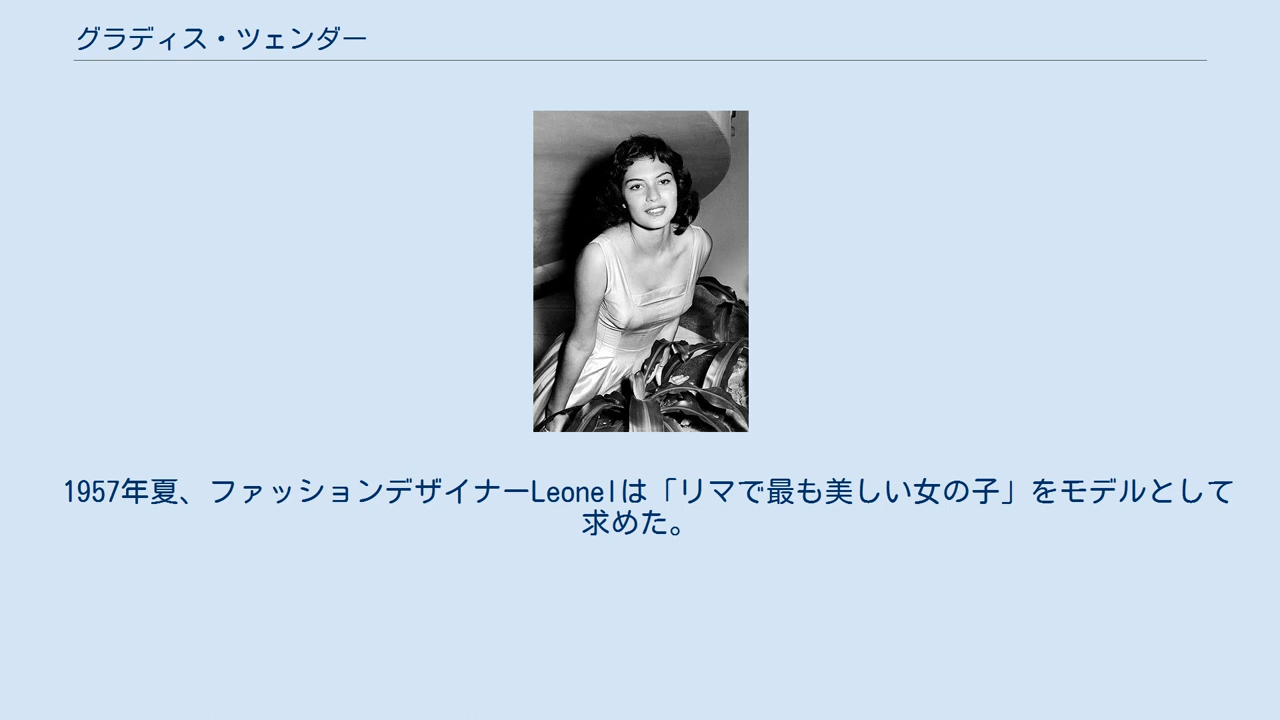 グラディス・ツェンダー
1957年夏、ファッションデザイナーLeonelは「リマで最も美しい女の子」をモデルとして
求めた。